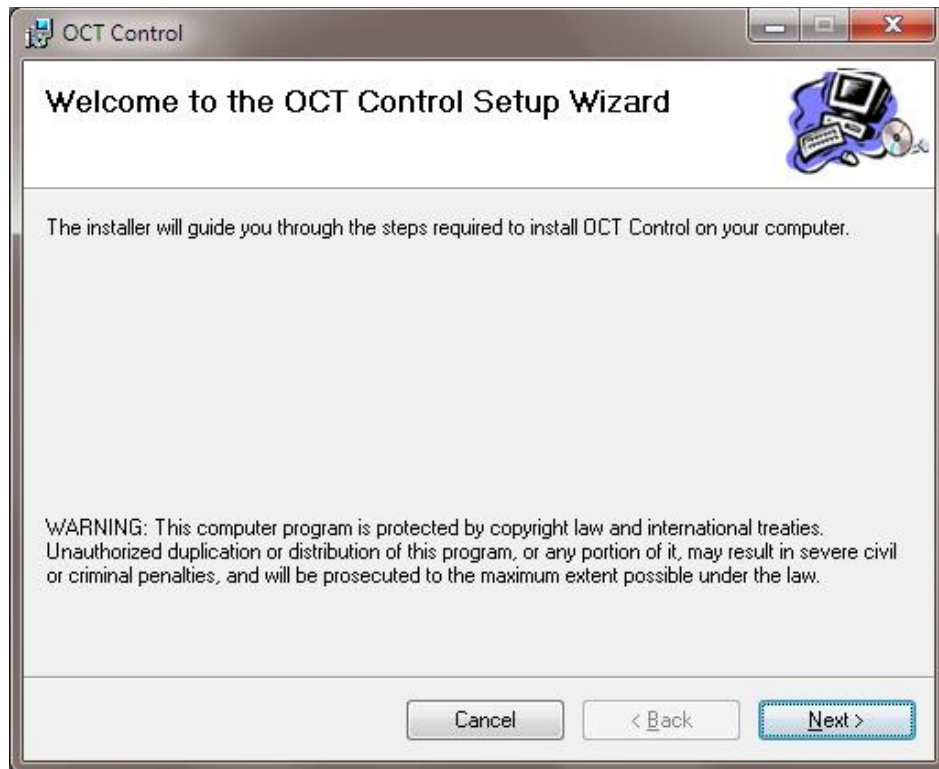 OCT Control
Welcome to the OCT Control Setup Wizard
The installer will guide you through the steps required to install OCT Control on your computer.
WARNING: This computer program is protected by copyright law and international treaties.
Unauthorized duplication or distribution of this program, or any portion of it, may result in severe civil
or criminal penalties, and will be prosecuted to the maximum extent possible under the law.
Cancel < Back Next >